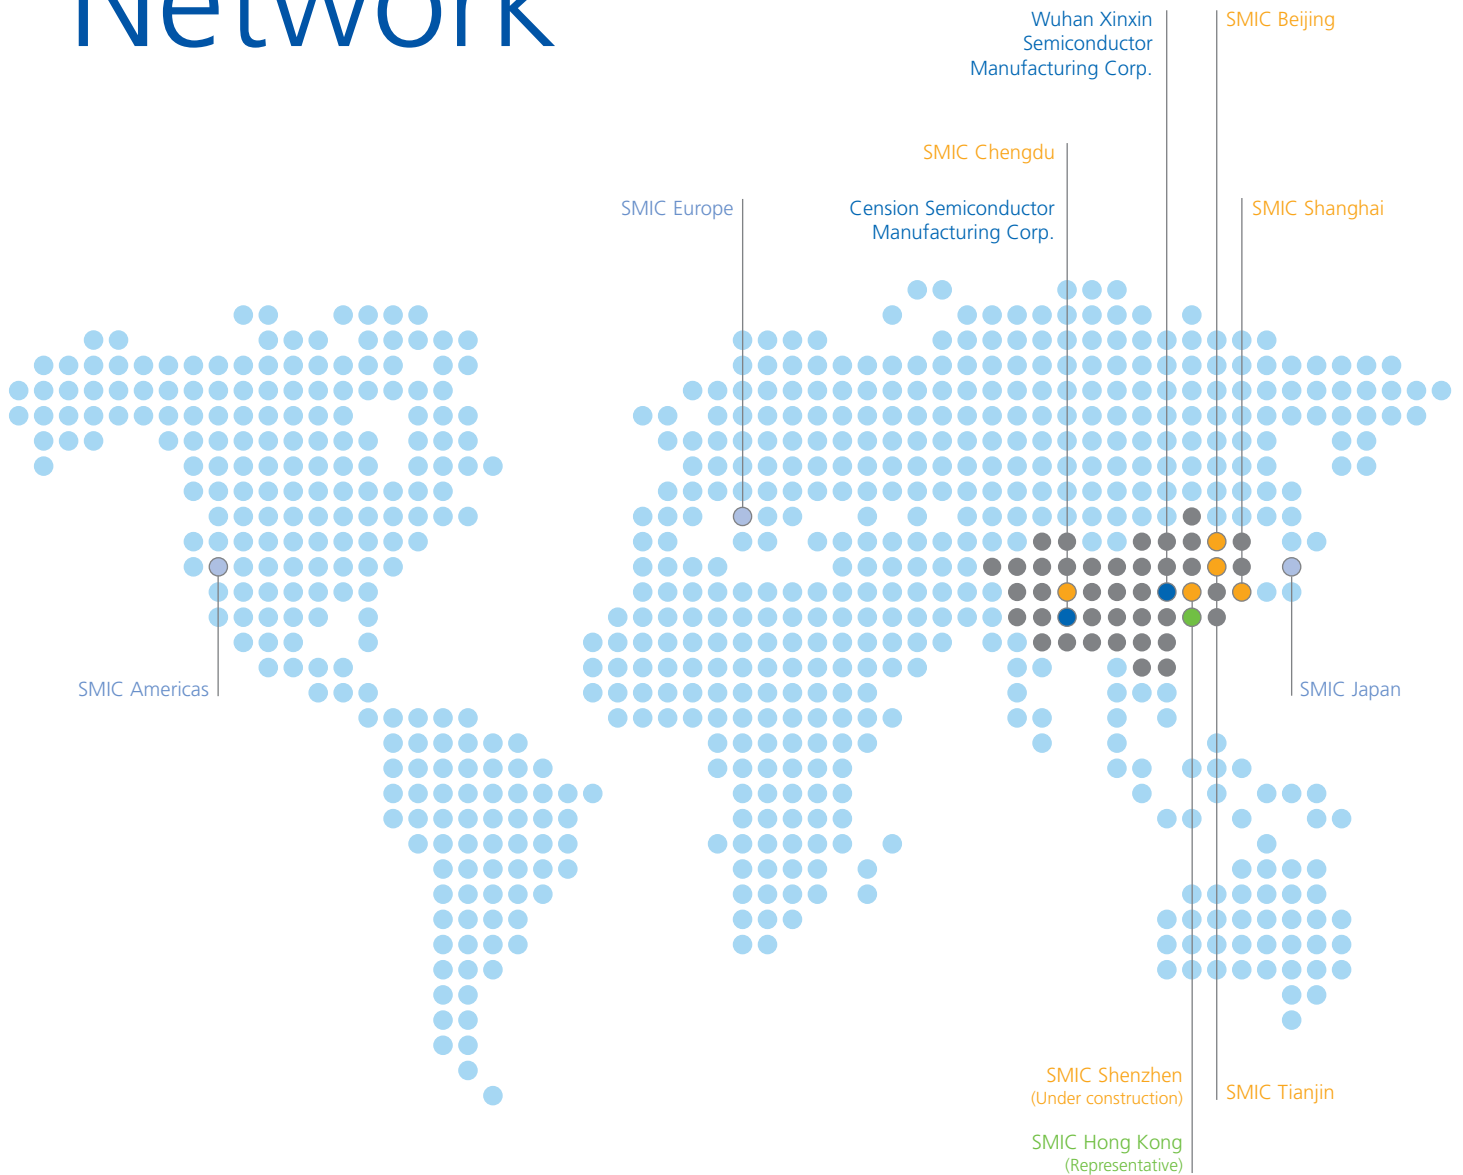 Network
Wuhan Xinxin
Semiconductor
Manufacturing Corp.
SMIC Beijing
SMIC Chengdu
SMIC Europe
Cension Semiconductor
Manufacturing Corp.
SMIC Shanghai
SMIC Americas
SMIC Japan
SMIC Shenzhen
(Under construction)
SMIC Tianjin
SMIC Hong Kong
(Representative)